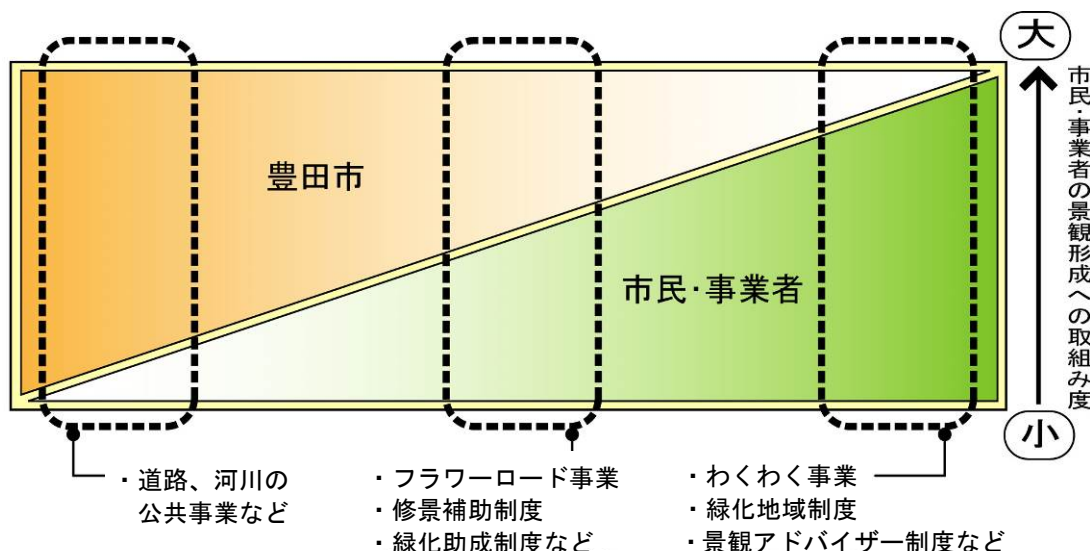 大
市民・事業者の景観形成への取組み度
小
豊田市
市民・事業者
・道路、河川の
公共事業など
・フラワーロード事業
・修景補助制度
・緑化助成制度など
・わくわく事業
・緑化地域制度
・景観アドバイザー制度など